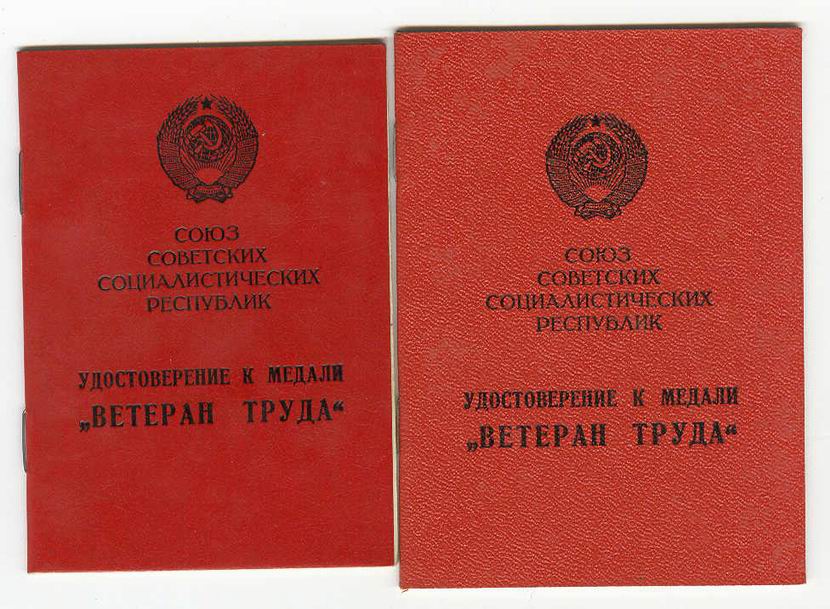 СОЮЗ
СОВЕТСКИХ
СОЦИАЛИСТИЧЕСКИХ
РЕСПУБЛИК
УДОСТОВЕРЕНИЕ К МЕДАЛИ
„ВЕТЕРАН ТРУДА“
СОЮЗ
СОВЕТСКИХ
СОЦИАЛИСТИЧЕСКИХ
РЕСПУБЛИК
УДОСТОВЕРЕНИЕ К МЕДАЛИ
„ВЕТЕРАН ТРУДА“